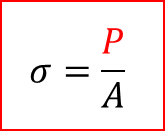 σ = P/A